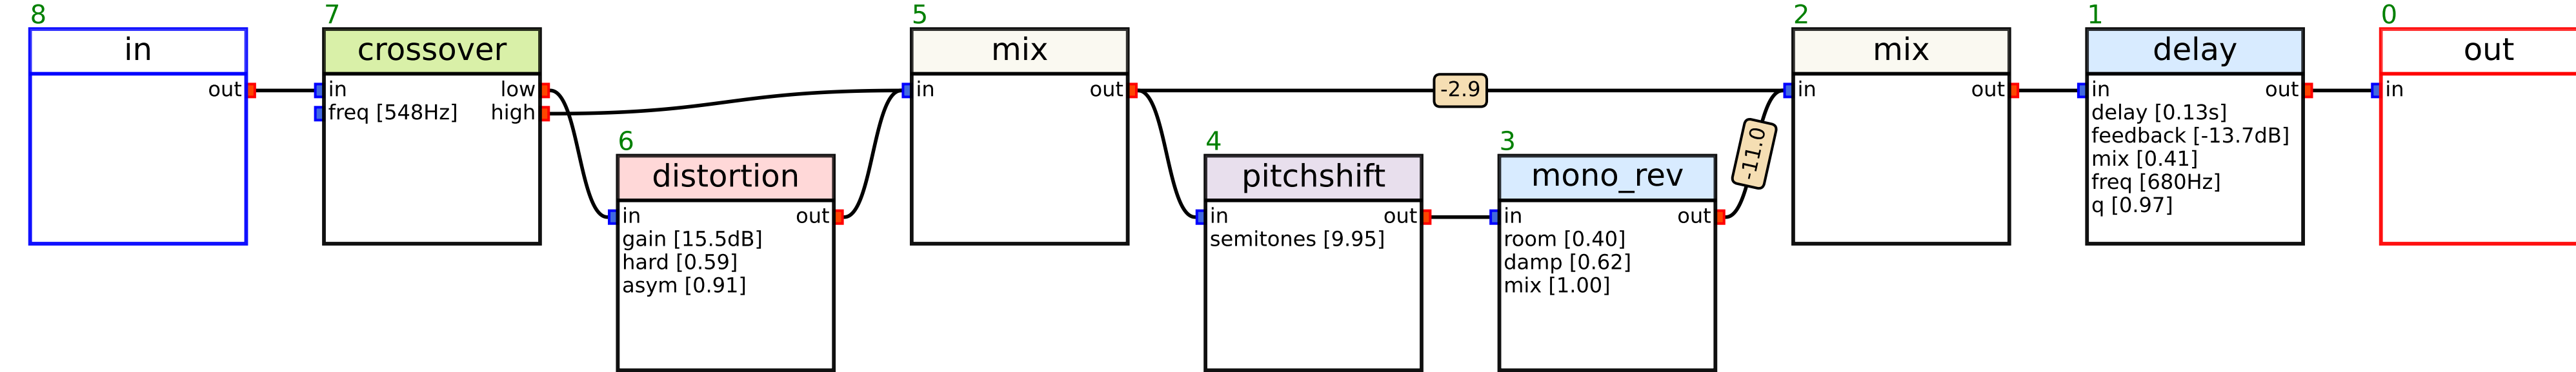 8
in
out
7
crossover
in
low
freq [548Hz]
high
6
distortion
in
out
gain [15.5dB]
hard [0.59]
asym [0.91]
5
mix
in
out
-2.9
4
pitchshift
in
out
semitones [9.95]
3
mono_rev
in
out
room [0.40]
damp [0.62]
mix [1.00]
-11.0
2
mix
in
out
1
delay
in
out
delay [0.13s]
feedback [-13.7dB]
mix [0.41]
freq [680Hz]
q [0.97]
0
out
in